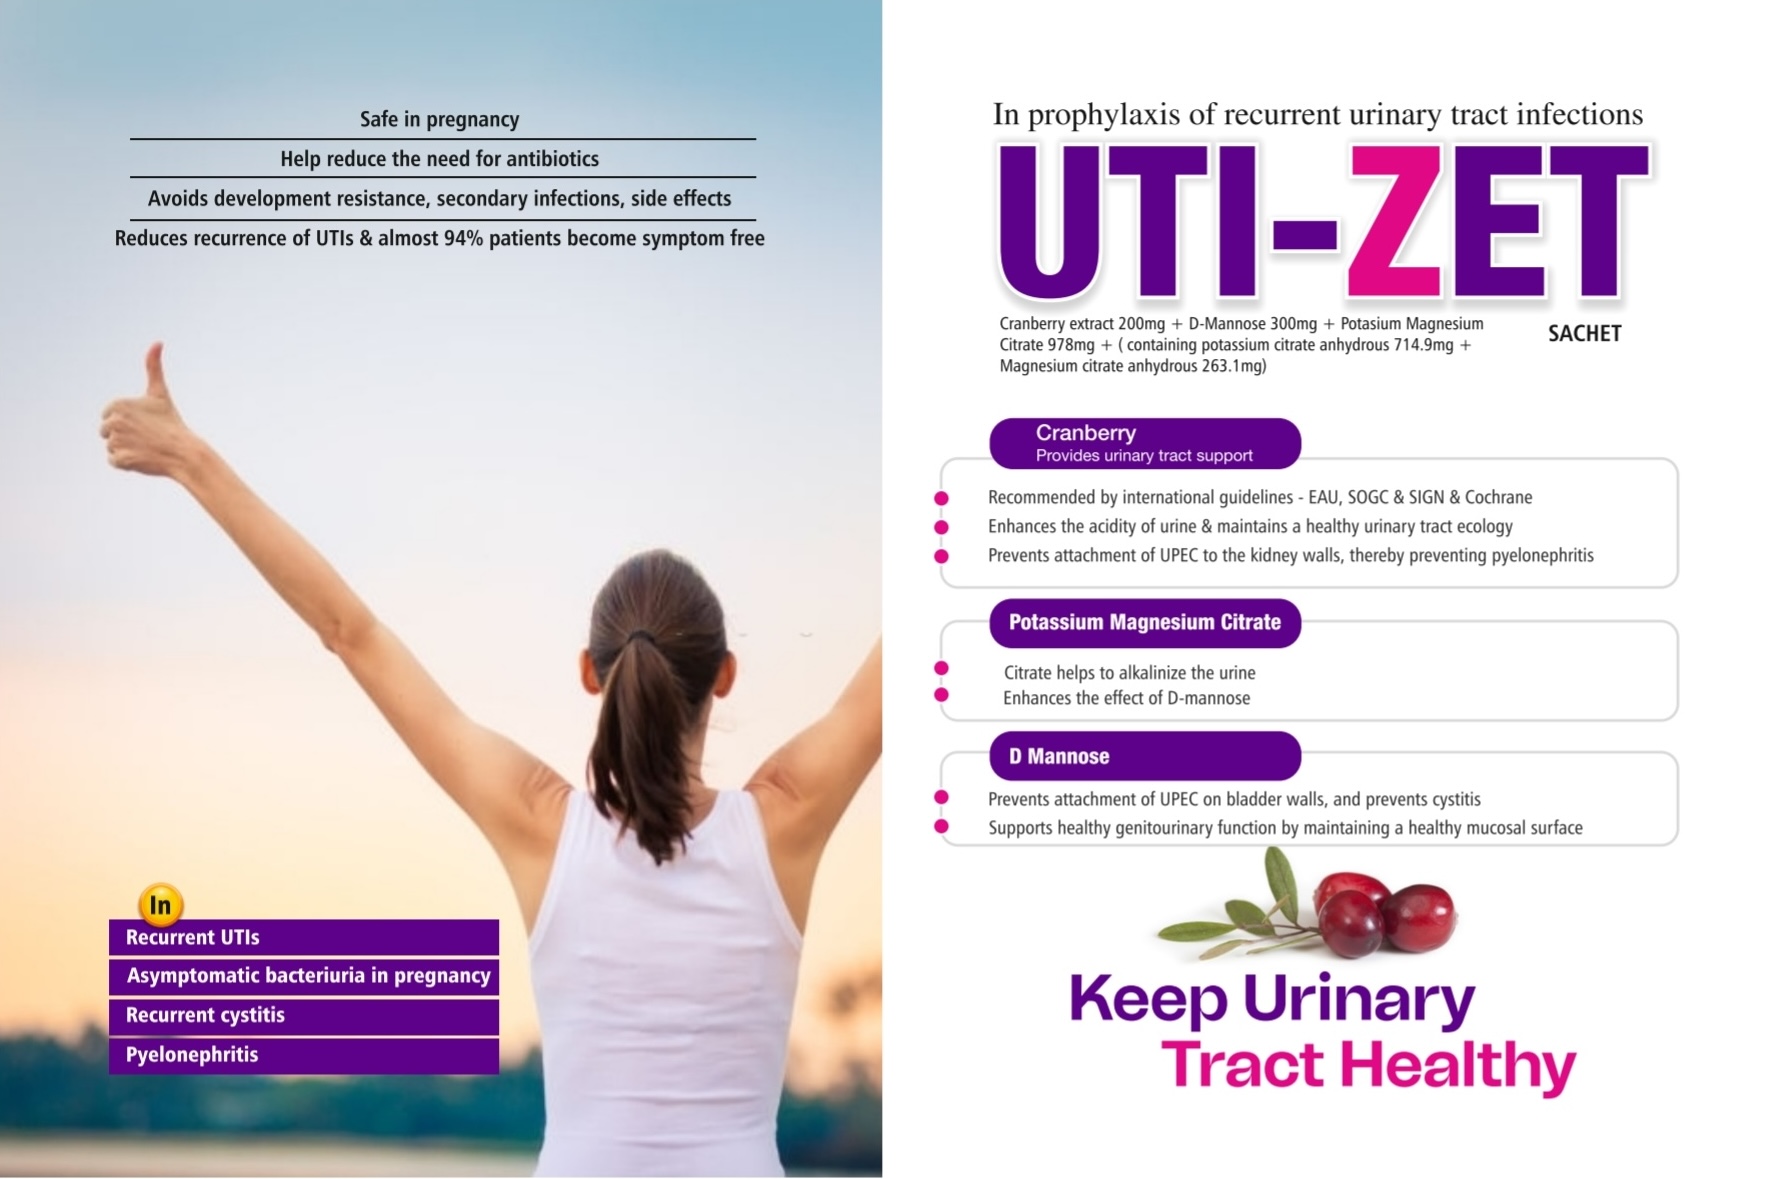 Safe in pregnancy
Help reduce the need for antibiotics
Avoids development resistance, secondary infections, side effects
Reduces recurrence of UTIs & almost 94% patients become symptom free
In
Recurrent UTIs
Asymptomatic bacteriuria in pregnancy
Recurrent cystitis
Pyelonephritis
In prophylaxis of recurrent urinary tract infections
UTI-ZET
Cranberry extract 200mg + D-Mannose 300mg + Potasium Magnesium
Citrate 978mg + ( containing potassium citrate anhydrous 714.9mg +
Magnesium citrate anhydrous 263.1mg)
SACHET
Cranberry
Provides urinary tract support
Recommended by international guidelines - EAU, SOGC & SIGN & Cochrane
Enhances the acidity of urine & maintains a healthy urinary tract ecology
Prevents attachment of UPEC to the kidney walls, thereby preventing pyelonephritis
Potassium Magnesium Citrate
Citrate helps to alkalinize the urine
Enhances the effect of D-mannose
D Mannose
Prevents attachment of UPEC on bladder walls, and prevents cystitis
Supports healthy genitourinary function by maintaining a healthy mucosal surface
Keep Urinary
Tract Healthy